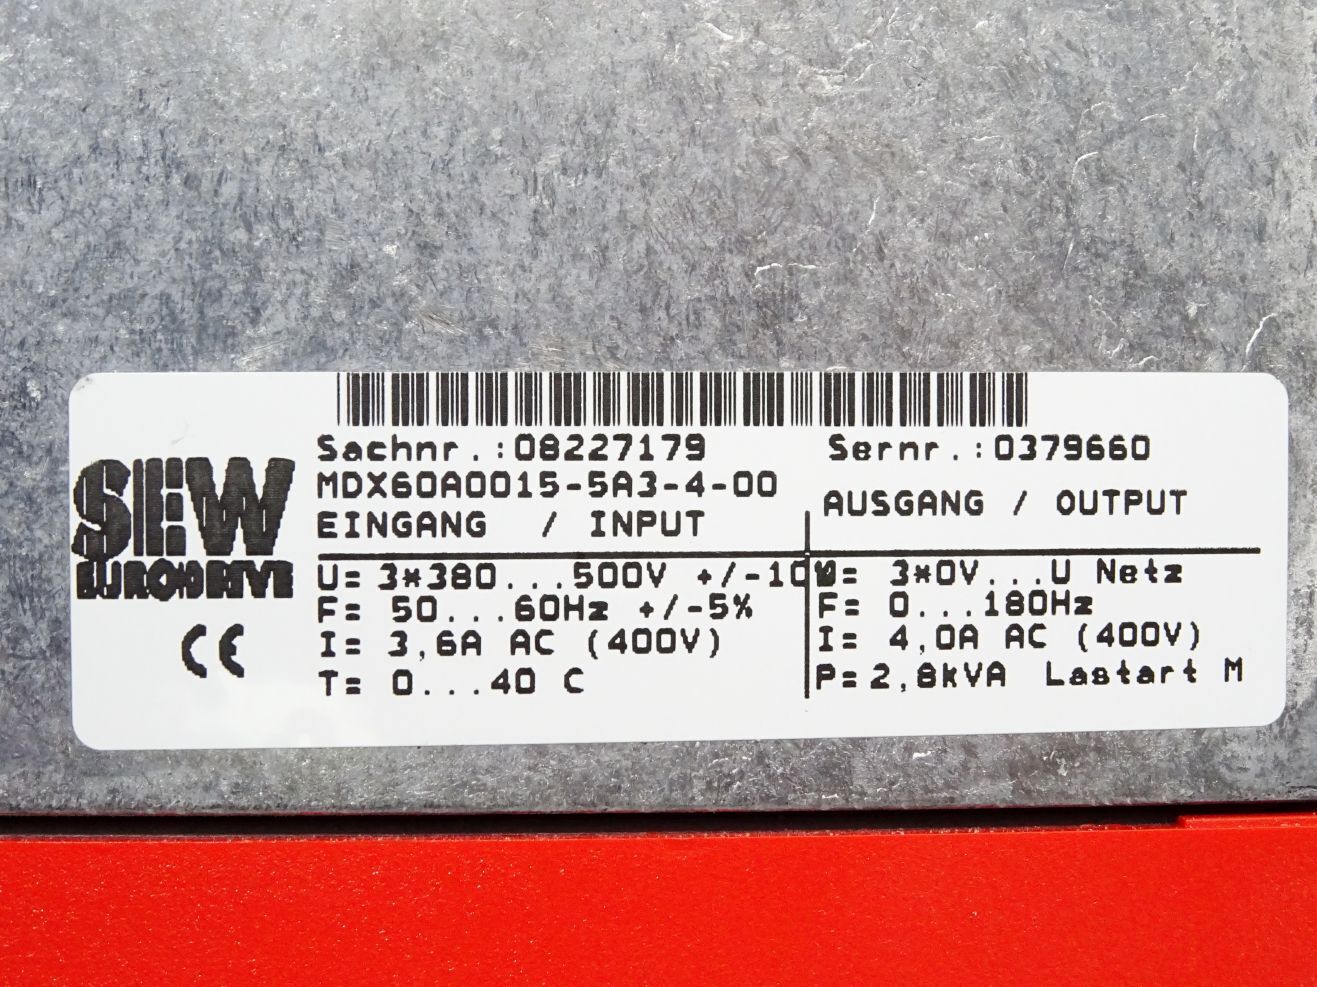 Sachnr.:08227179 Sernr.:0379660
MDX60A0015-5A3-4-00
EINGANG / INPUT AUSGANG / OUTPUT
SEW
EURODRIVE
CE
U= 3*380...500V +/-10 U= 3*0V...U Netz
F= 50...60Hz +/-5% F= 0...180Hz
I= 3,6A AC (400V) I= 4,0A AC (400V)
T= 0...40 C P=2,8kVA Lastart M